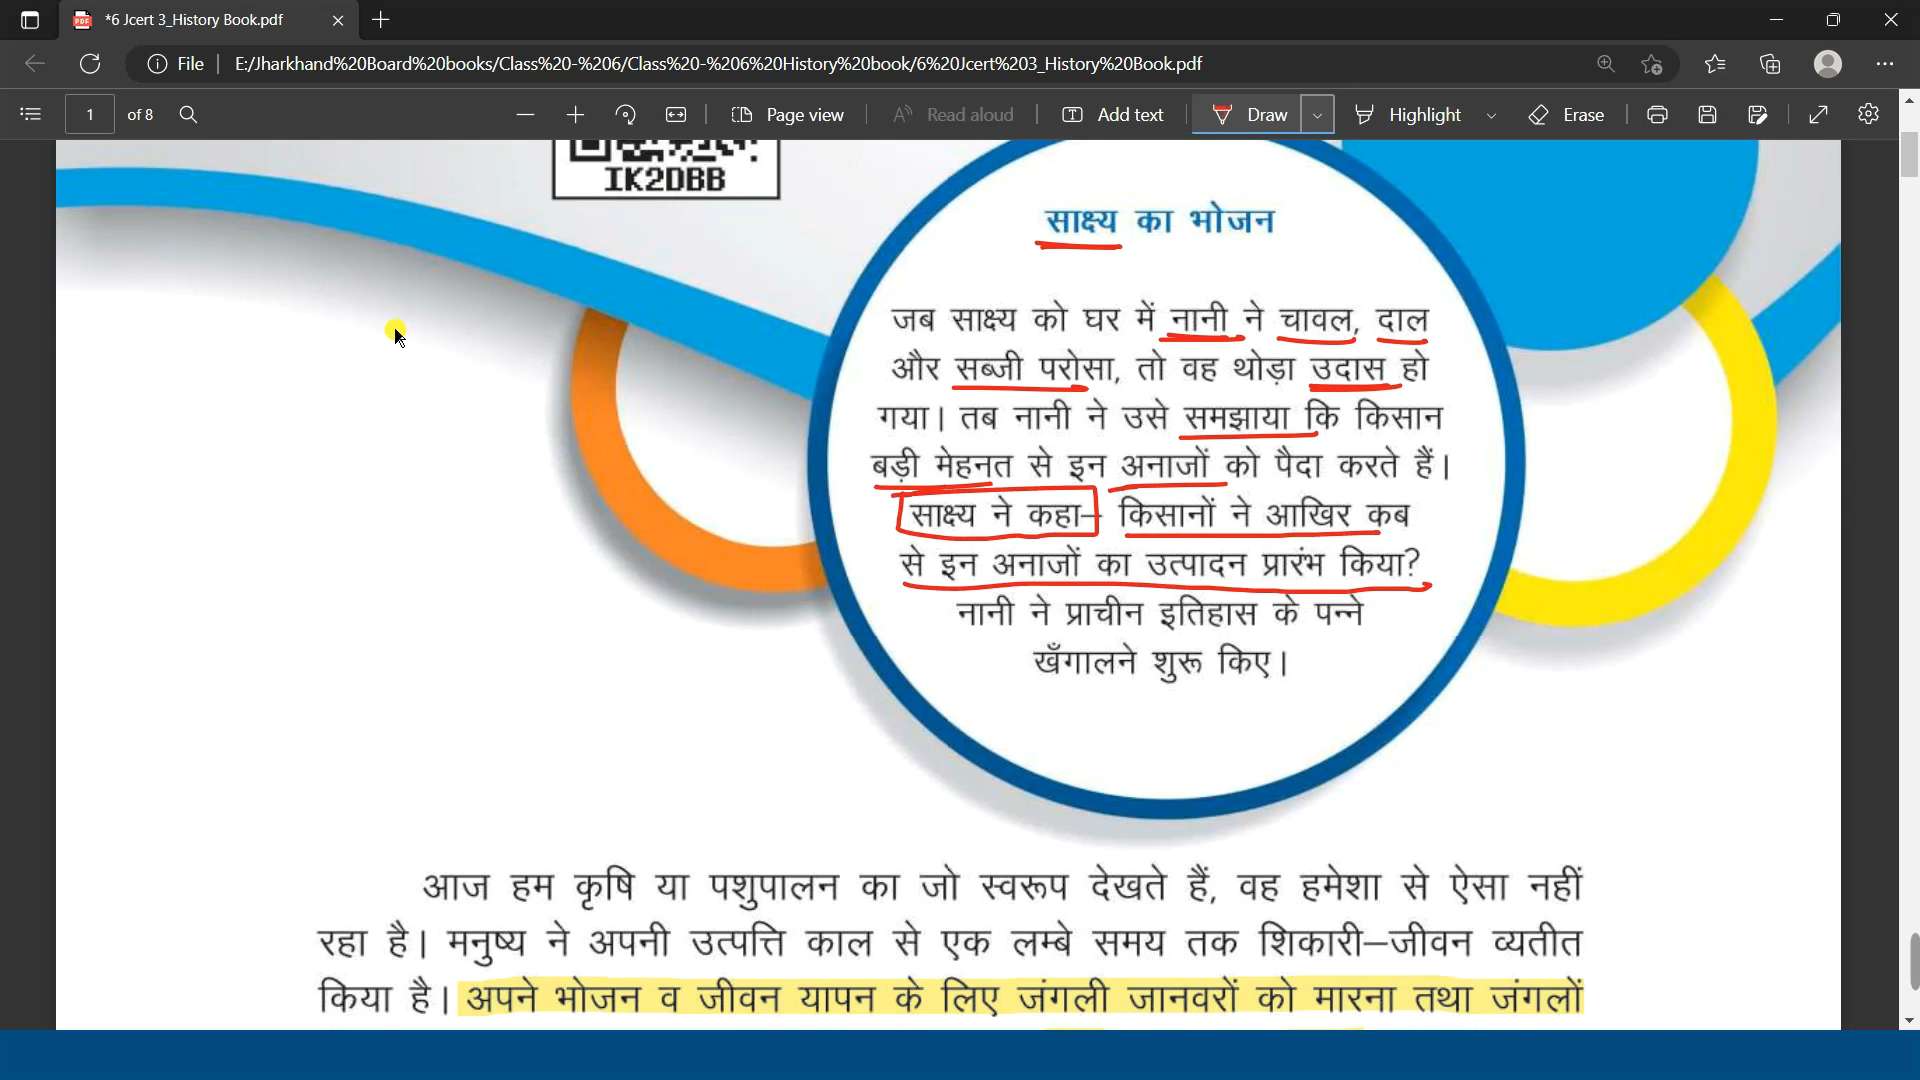 *6 Jcert 3_History Book.pdf
File
E:/Jharkhand%20Board%20books/Class%20-%206/Class%20-%206%20History%20book/6%20Jcert%203_History%20Book.pdf
1 of 8
Page view
Read aloud
Add text
Draw
Highlight
Erase
IK2DBB
साक्ष्य का भोजन
जब साक्ष्य को घर में नानी ने चावल, दाल
और सब्जी परोसा, तो वह थोड़ा उदास हो
गया। तब नानी ने उसे समझाया कि किसान
बड़ी मेहनत से इन अनाजों को पैदा करते हैं।
साक्ष्य ने कहा– किसानों ने आखिर कब
से इन अनाजों का उत्पादन प्रारंभ किया?
नानी ने प्राचीन इतिहास के पन्ने
खँगालने शुरू किए।
आज हम कृषि या पशुपालन का जो स्वरूप देखते हैं, वह हमेशा से ऐसा नहीं
रहा है। मनुष्य ने अपनी उत्पत्ति काल से एक लम्बे समय तक शिकारी–जीवन व्यतीत
किया है। अपने भोजन व जीवन यापन के लिए जंगली जानवरों को मारना तथा जंगलों